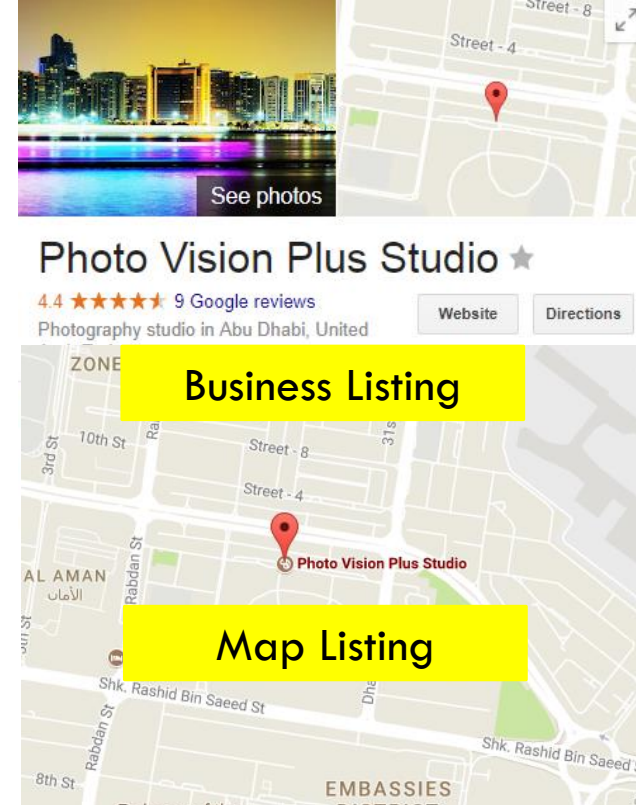 Street - 8
Street - 4
See photos
Photo Vision Plus Studio
4.4 9 Google reviews
Website
Directions
Photography studio in Abu Dhabi, United
ZONE
Business Listing
10th St
3rd St
Street - 8
31s
Street - 4
Photo Vision Plus Studio
Rabdan St
AL AMAN
الأمان
Map Listing
Shk. Rashid Bin Saeed St
Rabdan St
Shk. Rashid Bin Saeed
8th St
EMBASSIES